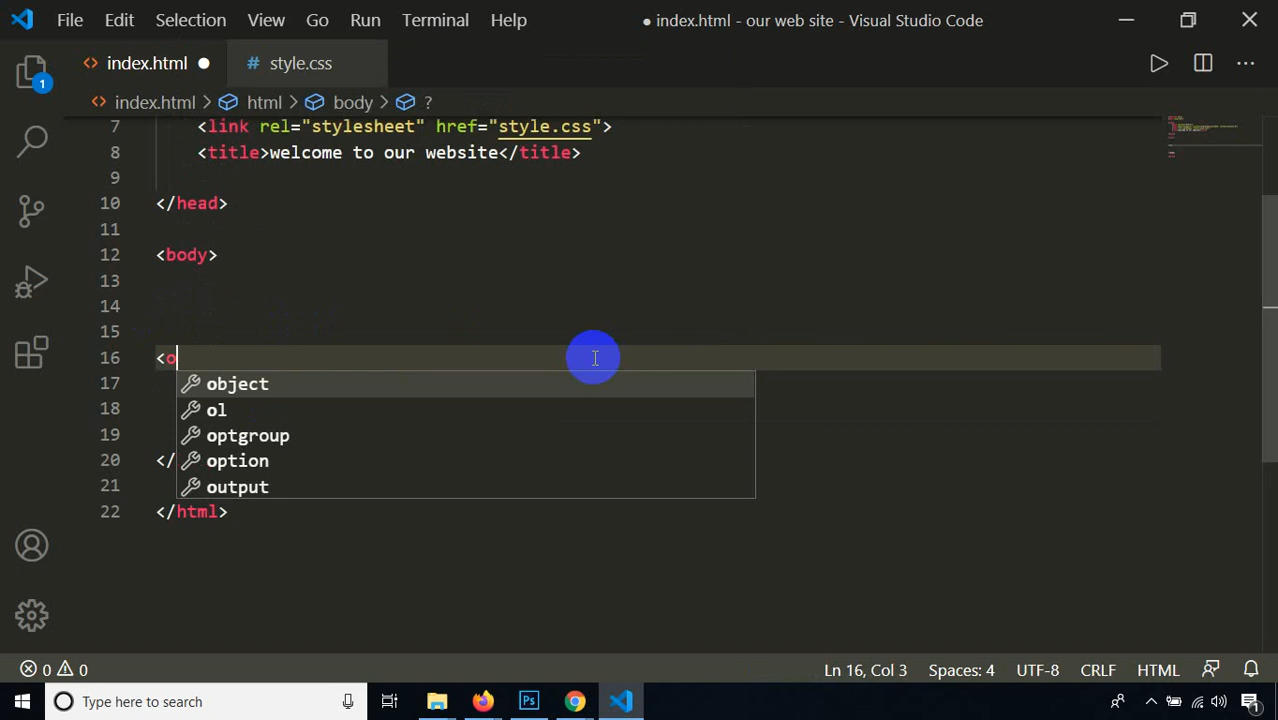 File Edit Selection View Go Run Terminal Help ● index.html - our web site - Visual Studio Code
<> index.html ● # style.css
<> index.html > html > body > ?
7 <link rel="stylesheet" href="style.css">
8 <title>welcome to our website</title>
9
10 </head>
11
12 <body>
13
14
15
16 <o
17 object
18 ol
19 optgroup
20 </ option
21 output
22 </html>
1
0 0 Ln 16, Col 3 Spaces: 4 UTF-8 CRLF HTML
Type here to search Ps 1